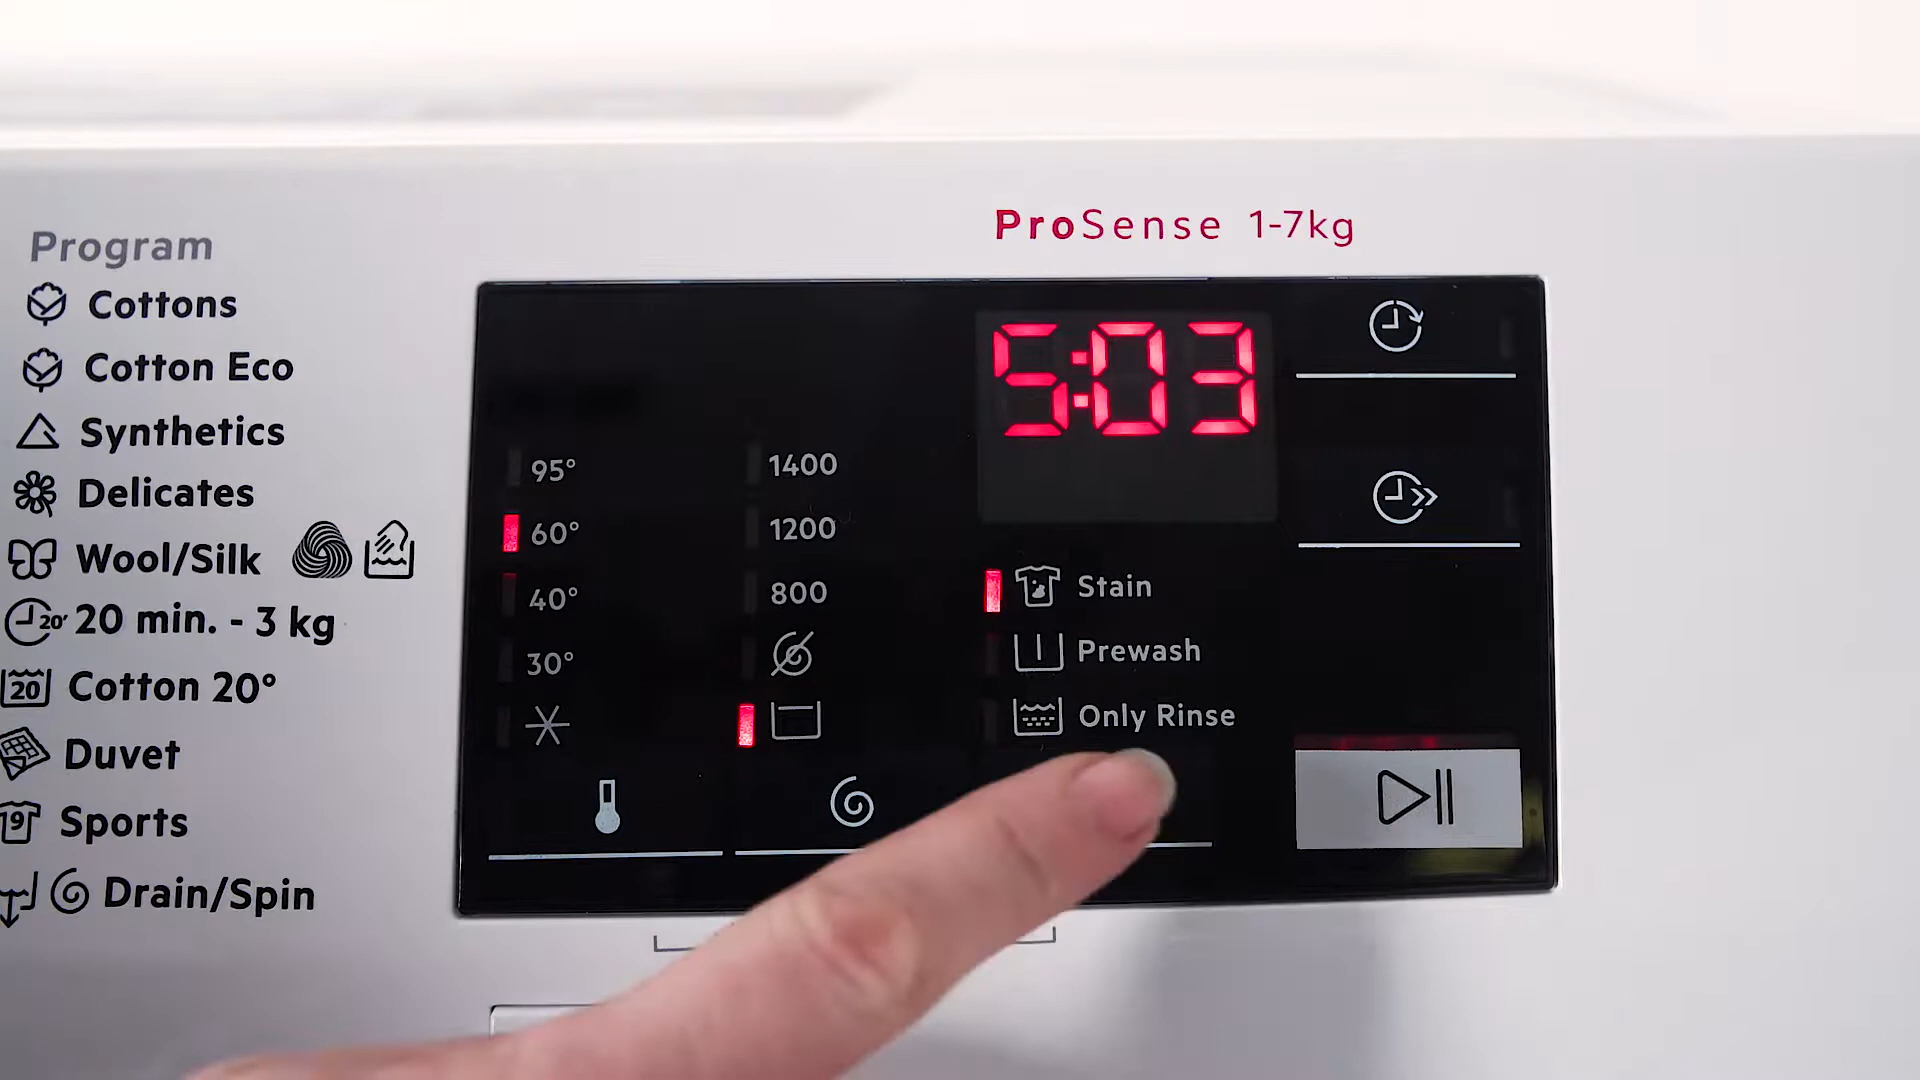 ProSense 1-7kg
Program
Cottons
Cotton Eco
Synthetics
Delicates
Wool/Silk
20' 20 min. - 3 kg
20 Cotton 20°
Duvet
19 Sports
Drain/Spin
5:03
95°
60°
40°
30°
1400
1200
800
Stain
Prewash
Only Rinse